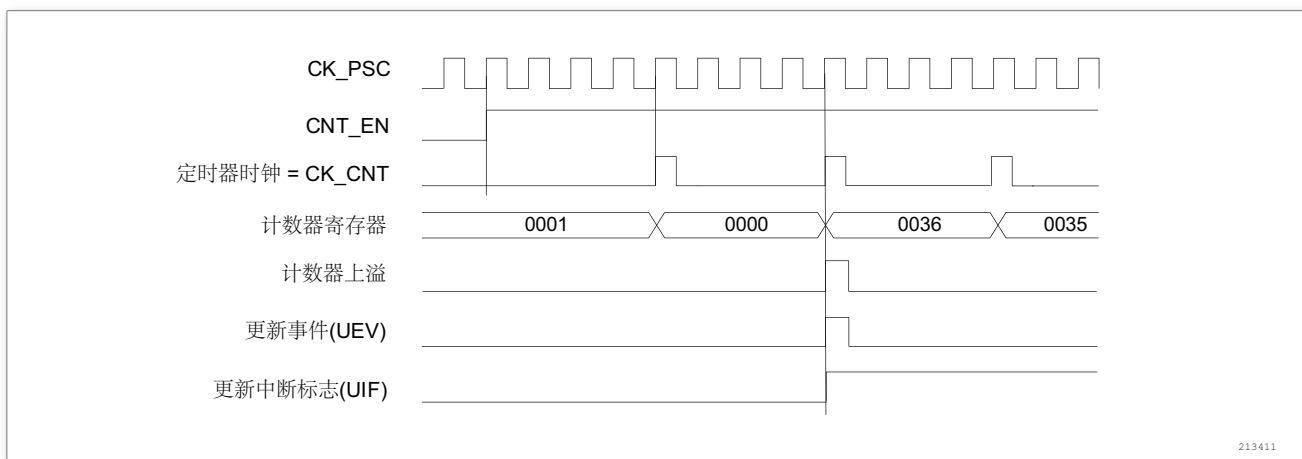 CK_PSC
CNT_EN
定时器时钟 = CK_CNT
计数器寄存器 0001 0000 0036 0035
计数器上溢
更新事件(UEV)
更新中断标志(UIF)
213411